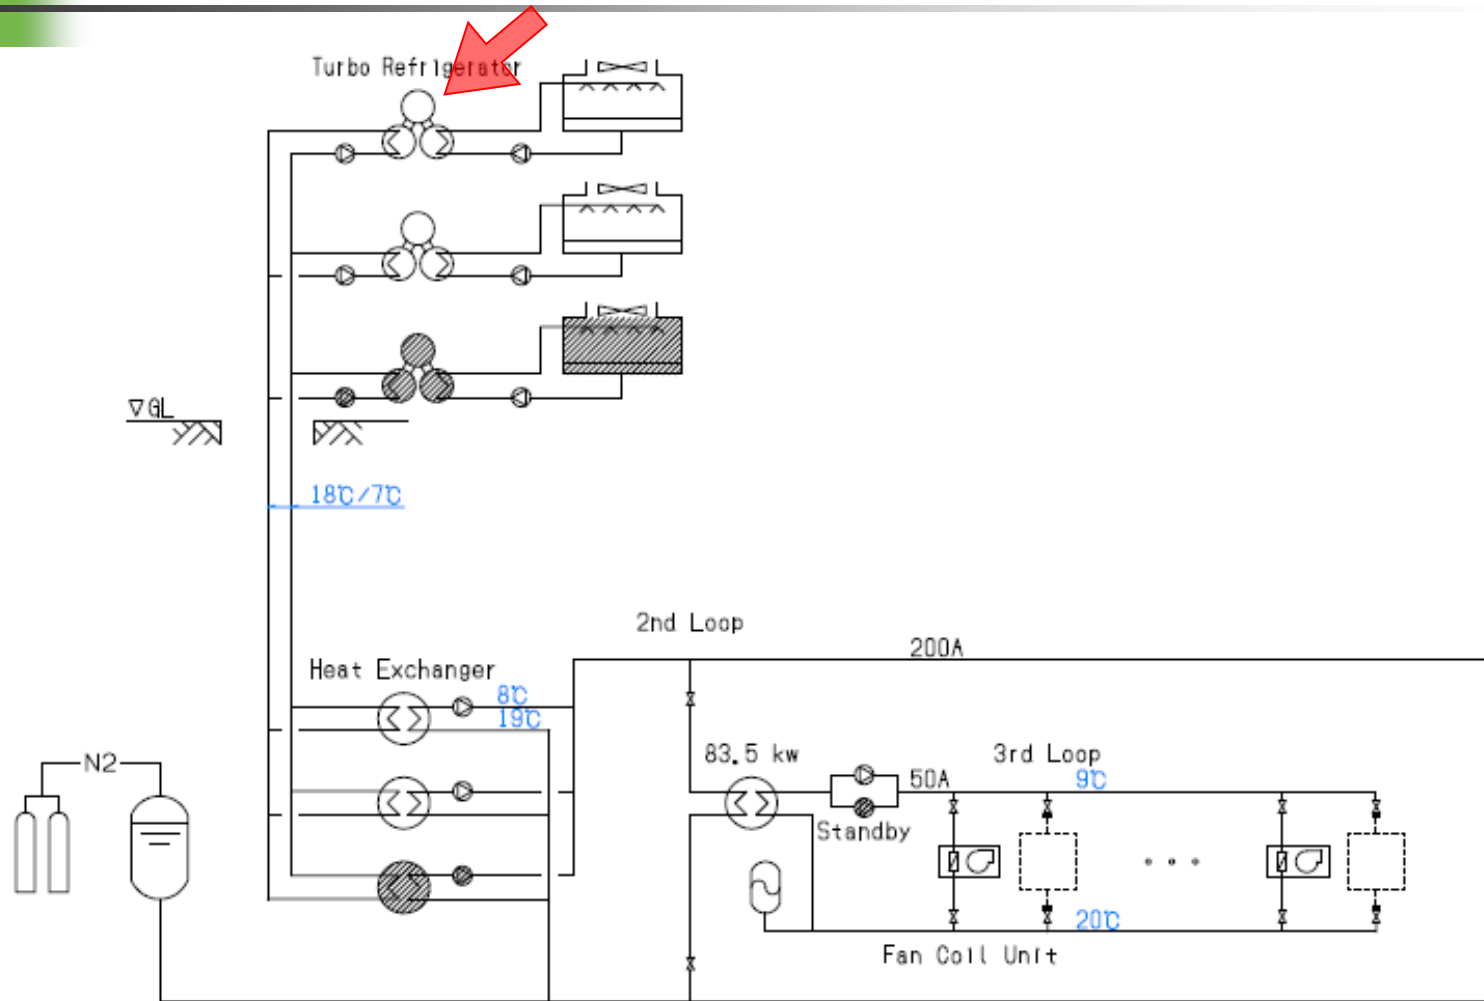 Turbo Refrigerator
▽GL
18℃/7℃
2nd Loop
200A
Heat Exchanger
8℃
19℃
N2
83.5 kw
3rd Loop
50A
9℃
Standby
20℃
Fan Coil Unit